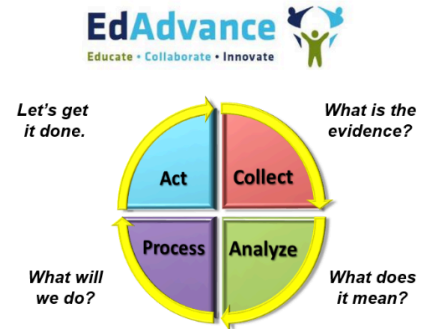 EdAdvance
Educate • Collaborate • Innovate
Let's get
it done.
What is the
evidence?
Act
Collect
Process
Analyze
What will
we do?
What does
it mean?